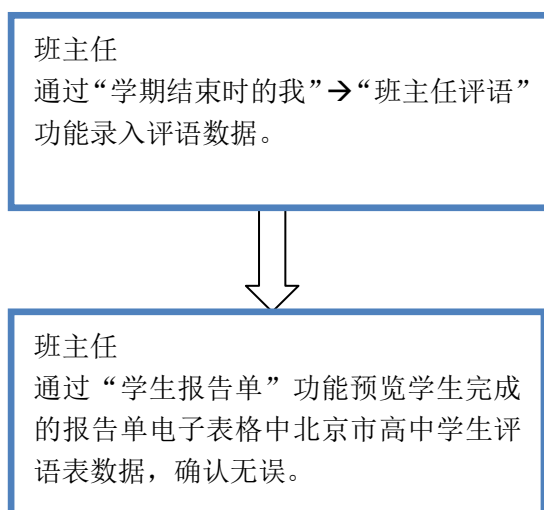 班主任
通过“学期结束时的我”→“班主任评语”
功能录入评语数据。
班主任
通过“学生报告单”功能预览学生完成
的报告单电子表格中北京市高中学生评
语表数据，确认无误。